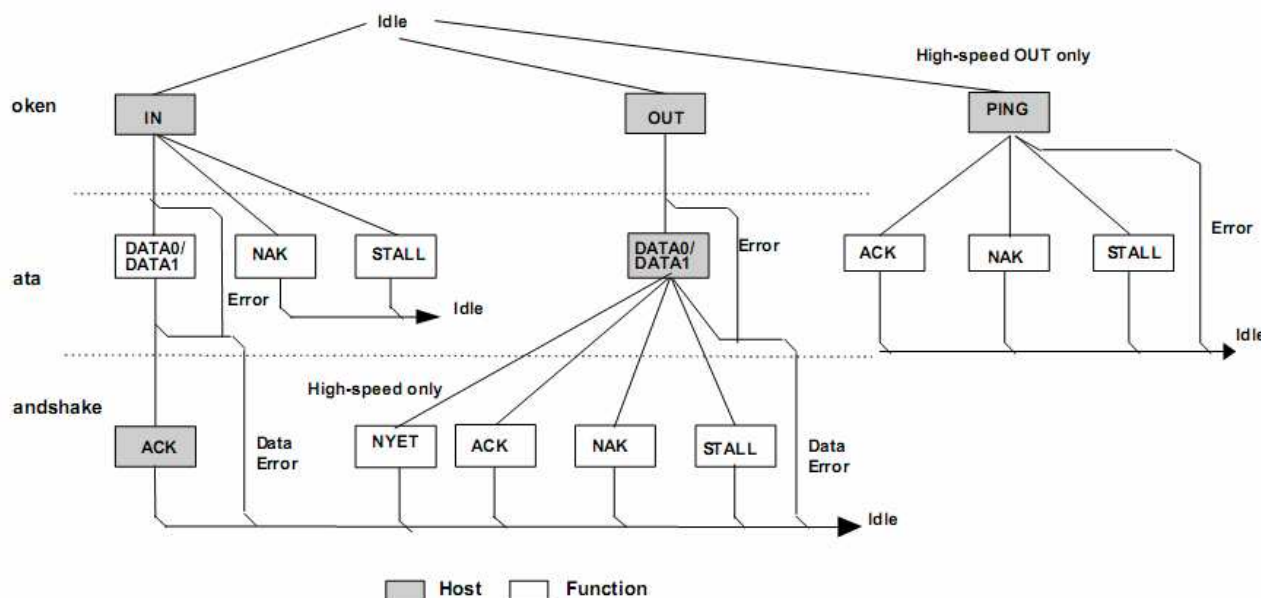 Idle
High-speed OUT only
oken
IN
OUT
PING
DATA0/
DATA1
NAK
STALL
DATA0/
DATA1
Error
ACK
NAK
STALL
Error
ata
Error
Idle
Idle
High-speed only
andshake
ACK
Data
Error
NYET
ACK
NAK
STALL
Data
Error
Idle
Host
Function